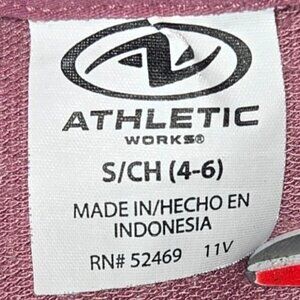 ATHLETIC
WORKS®
S/CH (4-6)
MADE IN/HECHO EN
INDONESIA
RN# 52469 11V